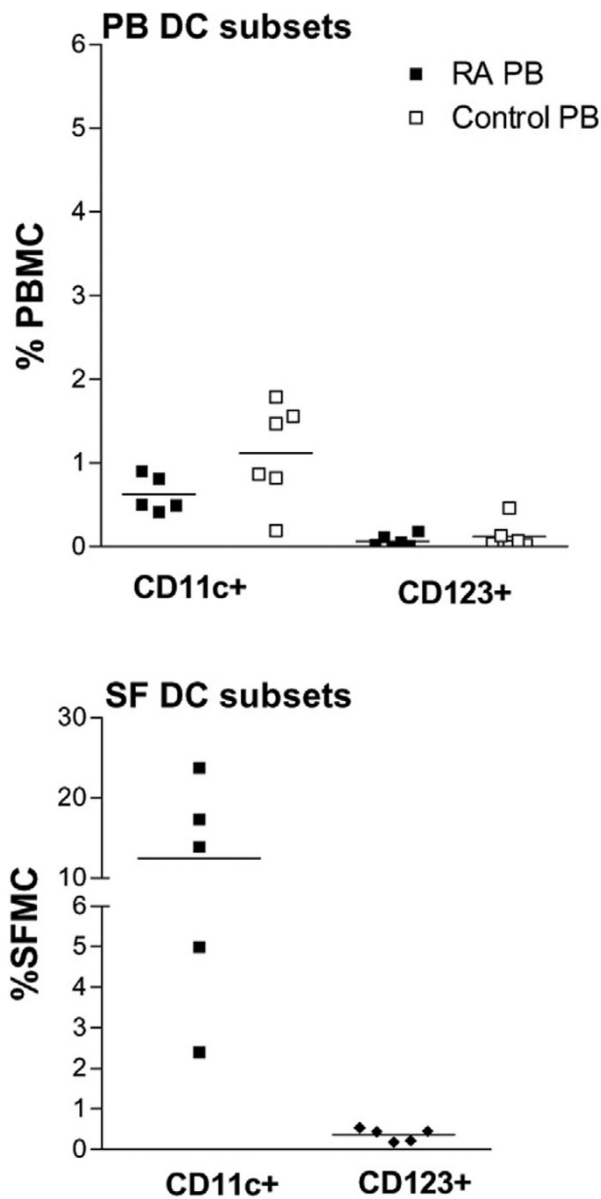 PB DC subsets
6
RA PB
Control PB
5
4
3
2
1
0
% PBMC
CD11c+
CD123+
SF DC subsets
30
20
10
6
5
4
3
2
1
0
%SFMC
CD11c+
CD123+